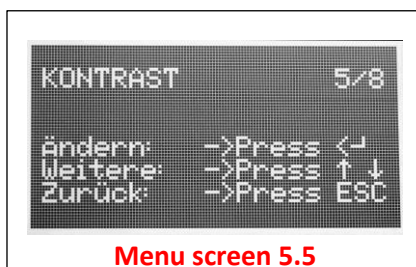 KONTRAST 5/8
Ändern: ->Press <┘
Weitere: ->Press ↑ ↓
Zurück: ->Press ESC
Menu screen 5.5